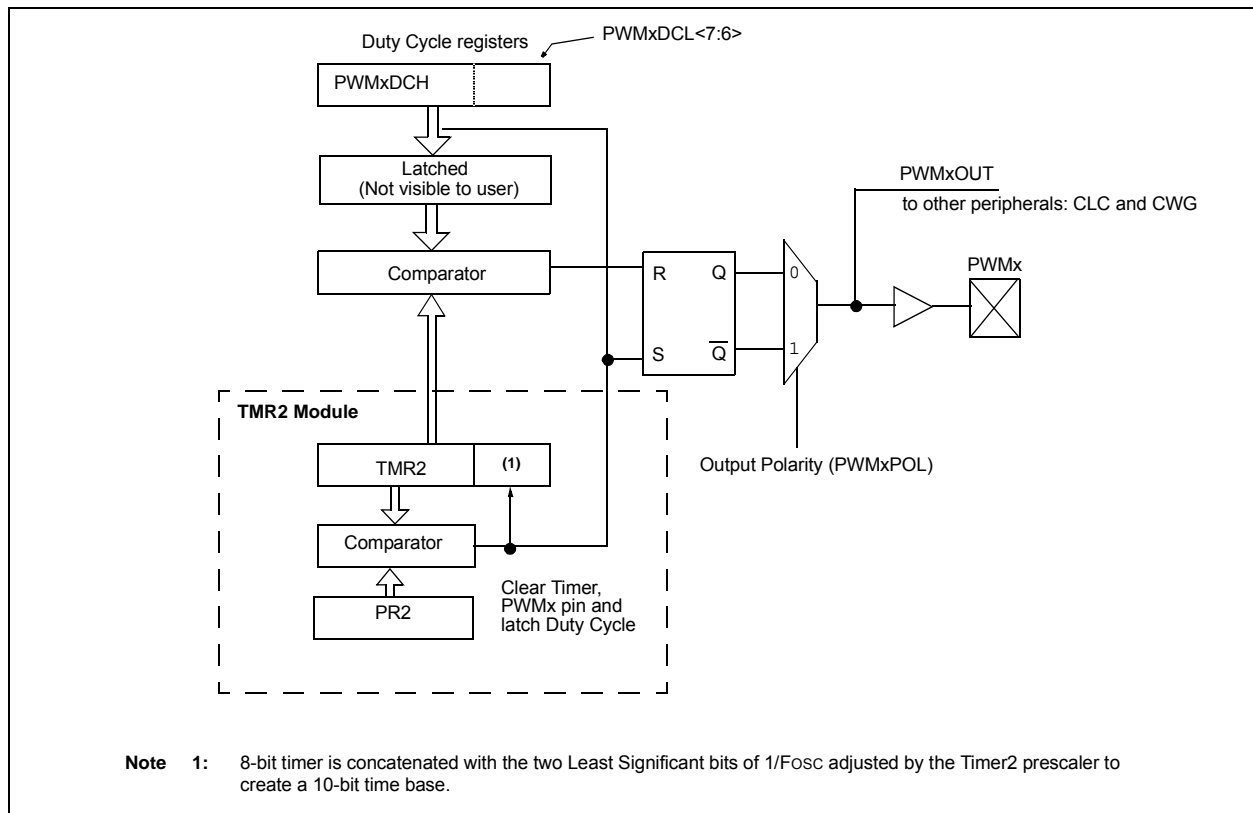 Duty Cycle registers
PWMxDCL<7:6>
PWMxDCH
Latched
(Not visible to user)
Comparator
R
Q
S
Q̅
0
1
PWMxOUT
to other peripherals: CLC and CWG
PWMx
Output Polarity (PWMxPOL)
TMR2 Module
TMR2
(1)
Comparator
PR2
Clear Timer,
PWMx pin and
latch Duty Cycle
Note 1: 8-bit timer is concatenated with the two Least Significant bits of 1/FOSC adjusted by the Timer2 prescaler to
create a 10-bit time base.